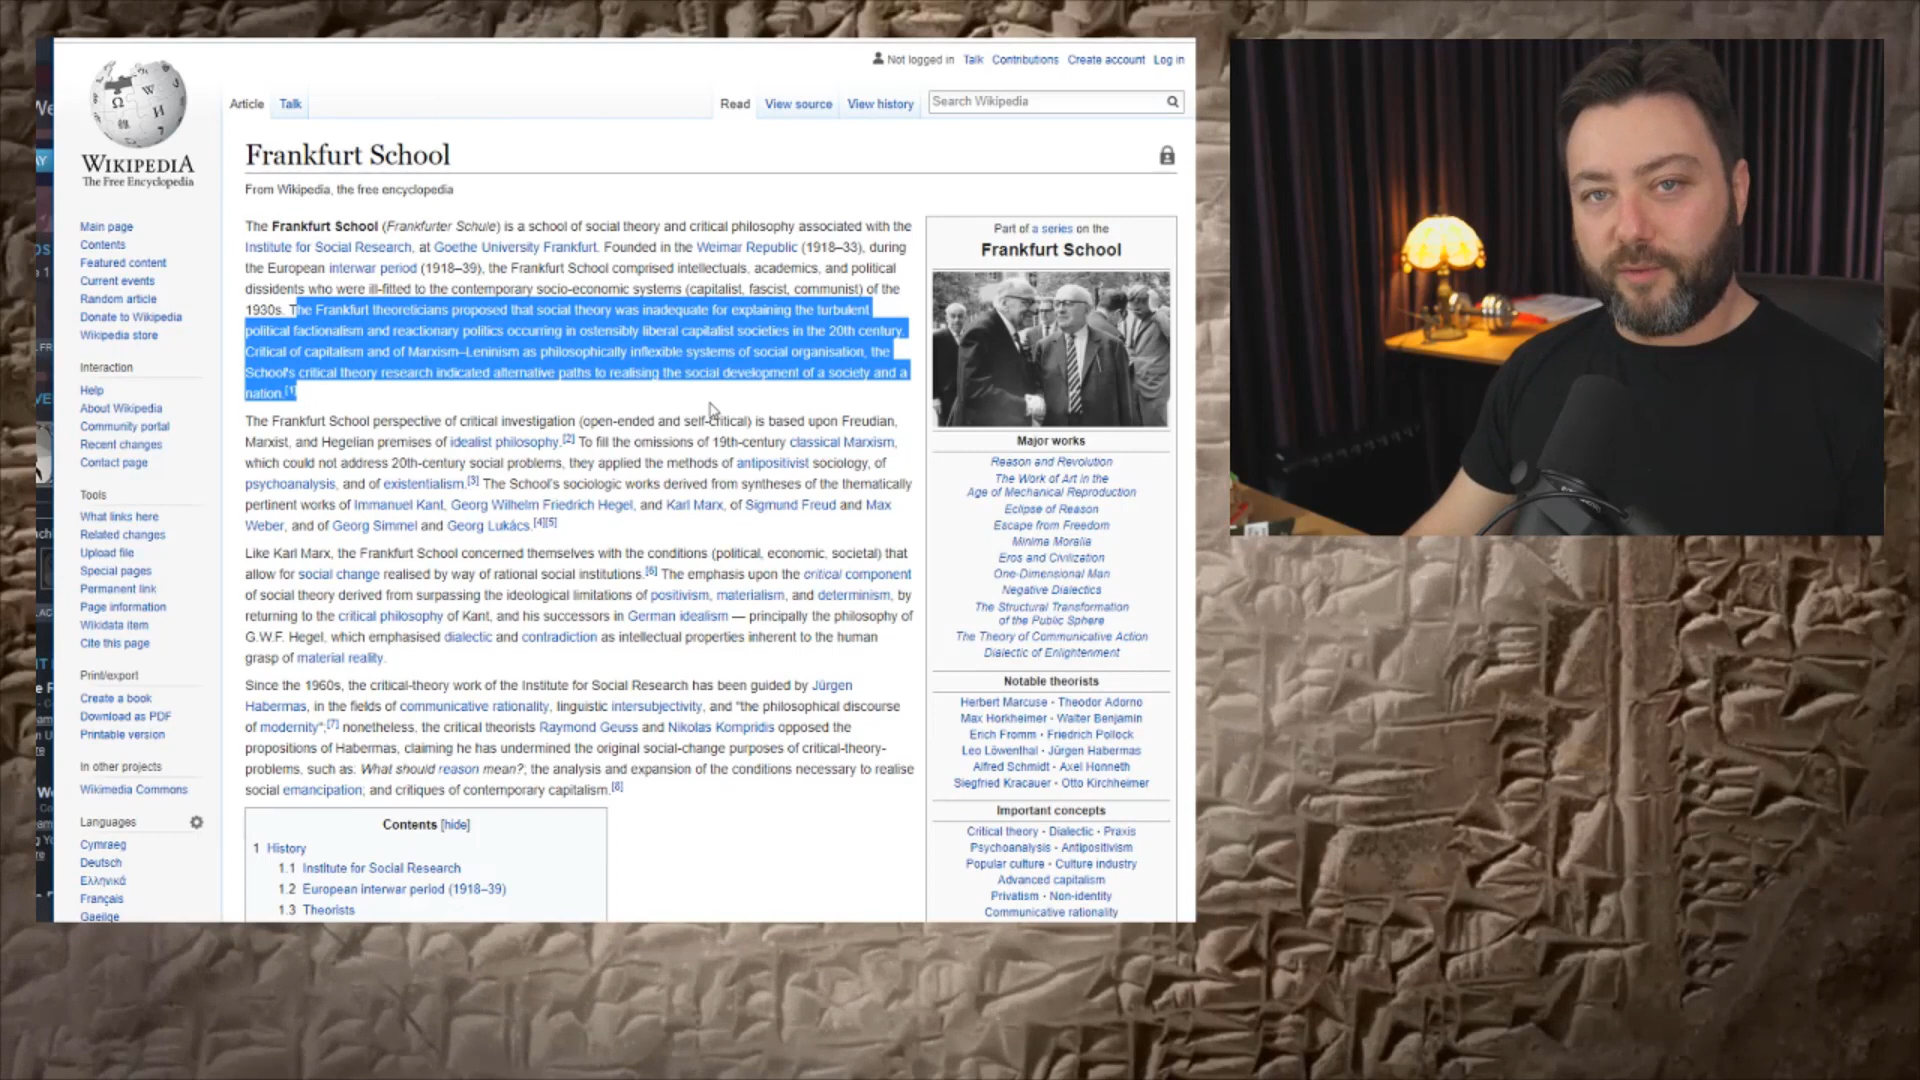 Not logged in Talk Contributions Create account Log in
Article Talk
Read View source View history Search Wikipedia
WIKIPEDIA
The Free Encyclopedia
Main page
Contents
Featured content
Current events
Random article
Donate to Wikipedia
Wikipedia store
Interaction
Help
About Wikipedia
Community portal
Recent changes
Contact page
Tools
What links here
Related changes
Upload file
Special pages
Permanent link
Page information
Wikidata item
Cite this page
Print/export
Create a book
Download as PDF
Printable version
In other projects
Wikimedia Commons
Languages
Cymraeg
Deutsch
Ελληνικά
Français
Gaeilge
Frankfurt School
From Wikipedia, the free encyclopedia
The Frankfurt School (Frankfurter Schule) is a school of social theory and critical philosophy associated with the
Institute for Social Research, at Goethe University Frankfurt. Founded in the Weimar Republic (1918–33), during
the European interwar period (1918–39), the Frankfurt School comprised intellectuals, academics, and political
dissidents who were ill-fitted to the contemporary socio-economic systems (capitalist, fascist, communist) of the
1930s. The Frankfurt theoreticians proposed that social theory was inadequate for explaining the turbulent
political factionalism and reactionary politics occurring in ostensibly liberal capitalist societies in the 20th century.
Critical of capitalism and of Marxism–Leninism as philosophically inflexible systems of social organisation, the
School's critical theory research indicated alternative paths to realising the social development of a society and a
nation.[1]
The Frankfurt School perspective of critical investigation (open-ended and self-critical) is based upon Freudian,
Marxist, and Hegelian premises of idealist philosophy.[2] To fill the omissions of 19th-century classical Marxism,
which could not address 20th-century social problems, they applied the methods of antipositivist sociology, of
psychoanalysis, and of existentialism.[3] The School's sociologic works derived from syntheses of the thematically
pertinent works of Immanuel Kant, Georg Wilhelm Friedrich Hegel, and Karl Marx, of Sigmund Freud and Max
Weber, and of Georg Simmel and Georg Lukács.[4][5]
Like Karl Marx, the Frankfurt School concerned themselves with the conditions (political, economic, societal) that
allow for social change realised by way of rational social institutions.[6] The emphasis upon the critical component
of social theory derived from surpassing the ideological limitations of positivism, materialism, and determinism, by
returning to the critical philosophy of Kant, and his successors in German idealism — principally the philosophy of
G.W.F. Hegel, which emphasised dialectic and contradiction as intellectual properties inherent to the human
grasp of material reality.
Since the 1960s, the critical-theory work of the Institute for Social Research has been guided by Jürgen
Habermas, in the fields of communicative rationality, linguistic intersubjectivity, and "the philosophical discourse
of modernity";[7] nonetheless, the critical theorists Raymond Geuss and Nikolas Kompridis opposed the
propositions of Habermas, claiming he has undermined the original social-change purposes of critical-theory-
problems, such as: What should reason mean?; the analysis and expansion of the conditions necessary to realise
social emancipation; and critiques of contemporary capitalism.[8]
Contents [hide]
1 History
1.1 Institute for Social Research
1.2 European interwar period (1918–39)
1.3 Theorists
Part of a series on the
Frankfurt School
Major works
Reason and Revolution
The Work of Art in the
Age of Mechanical Reproduction
Eclipse of Reason
Escape from Freedom
Minima Moralia
Eros and Civilization
One-Dimensional Man
Negative Dialectics
The Structural Transformation
of the Public Sphere
The Theory of Communicative Action
Dialectic of Enlightenment
Notable theorists
Herbert Marcuse · Theodor Adorno
Max Horkheimer · Walter Benjamin
Erich Fromm · Friedrich Pollock
Leo Löwenthal · Jürgen Habermas
Alfred Schmidt · Axel Honneth
Siegfried Kracauer · Otto Kirchheimer
Important concepts
Critical theory · Dialectic · Praxis
Psychoanalysis · Antipositivism
Popular culture · Culture industry
Advanced capitalism
Privatism · Non-identity
Communicative rationality